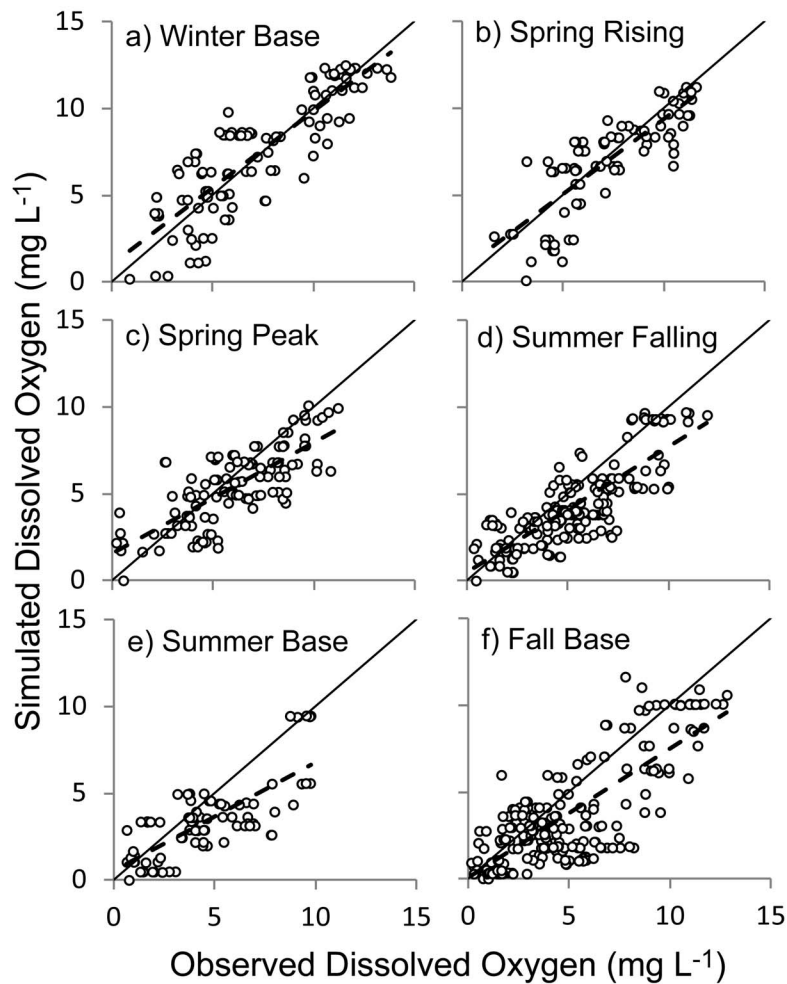 15
a) Winter Base
b) Spring Rising
10
5
0
15
c) Spring Peak
d) Summer Falling
10
5
0
15
e) Summer Base
f) Fall Base
10
5
0
0 5 10 15 0 5 10 15
Simulated Dissolved Oxygen (mg L-1)
Observed Dissolved Oxygen (mg L-1)